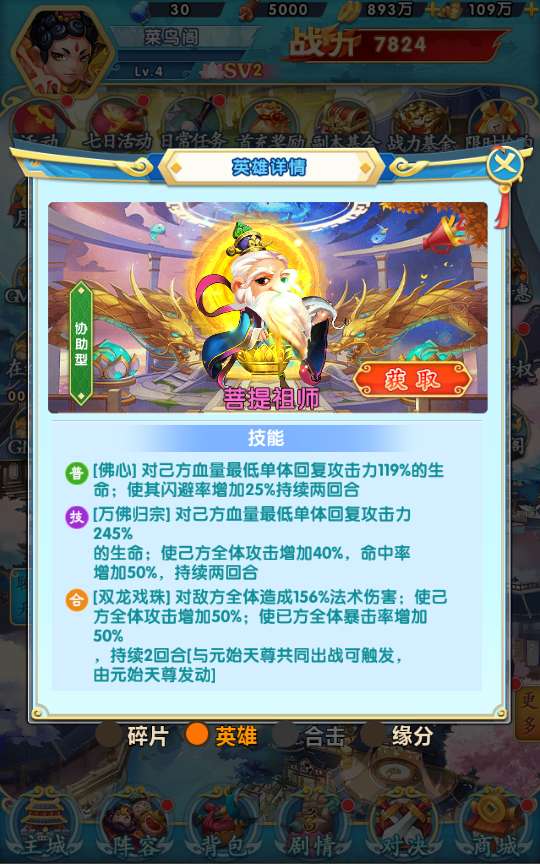 30
5000
893万
109万
菜鸟阁
战力 7824
Lv.4
SV2
活动
七日活动
日常任务
首充奖励
副本基金
战力基金
英雄详情
协助型
获取
菩提祖师
技能
普 [佛心] 对己方血量最低单体回复攻击力119%的生
命；使其闪避率增加25%持续两回合
技 [万佛归宗] 对己方血量最低单体回复攻击力
245%
的生命；使己方全体攻击增加40%，命中率
增加50%，持续两回合
合 [双龙戏珠] 对敌方全体造成156%法术伤害；使己
方全体攻击增加50%；使已方全体暴击率增加
50%
，持续2回合[与元始天尊共同出战可触发，
由元始天尊发动]
更多
碎片
英雄
合击
缘分
主城
阵容
背包
剧情
对决
商城